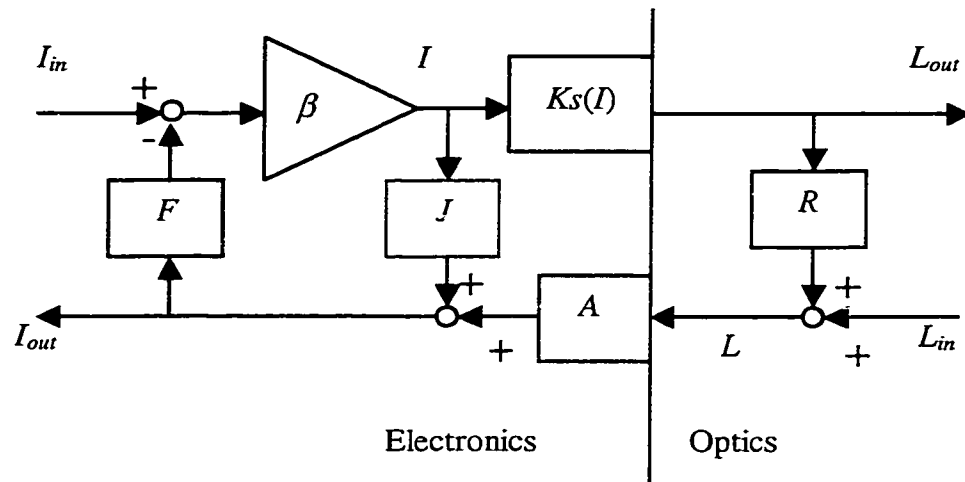 I_in
I
L_out
+
β
Ks(I)
-
F
J
R
+
+
A
I_out
+
L
+
L_in
Electronics
Optics